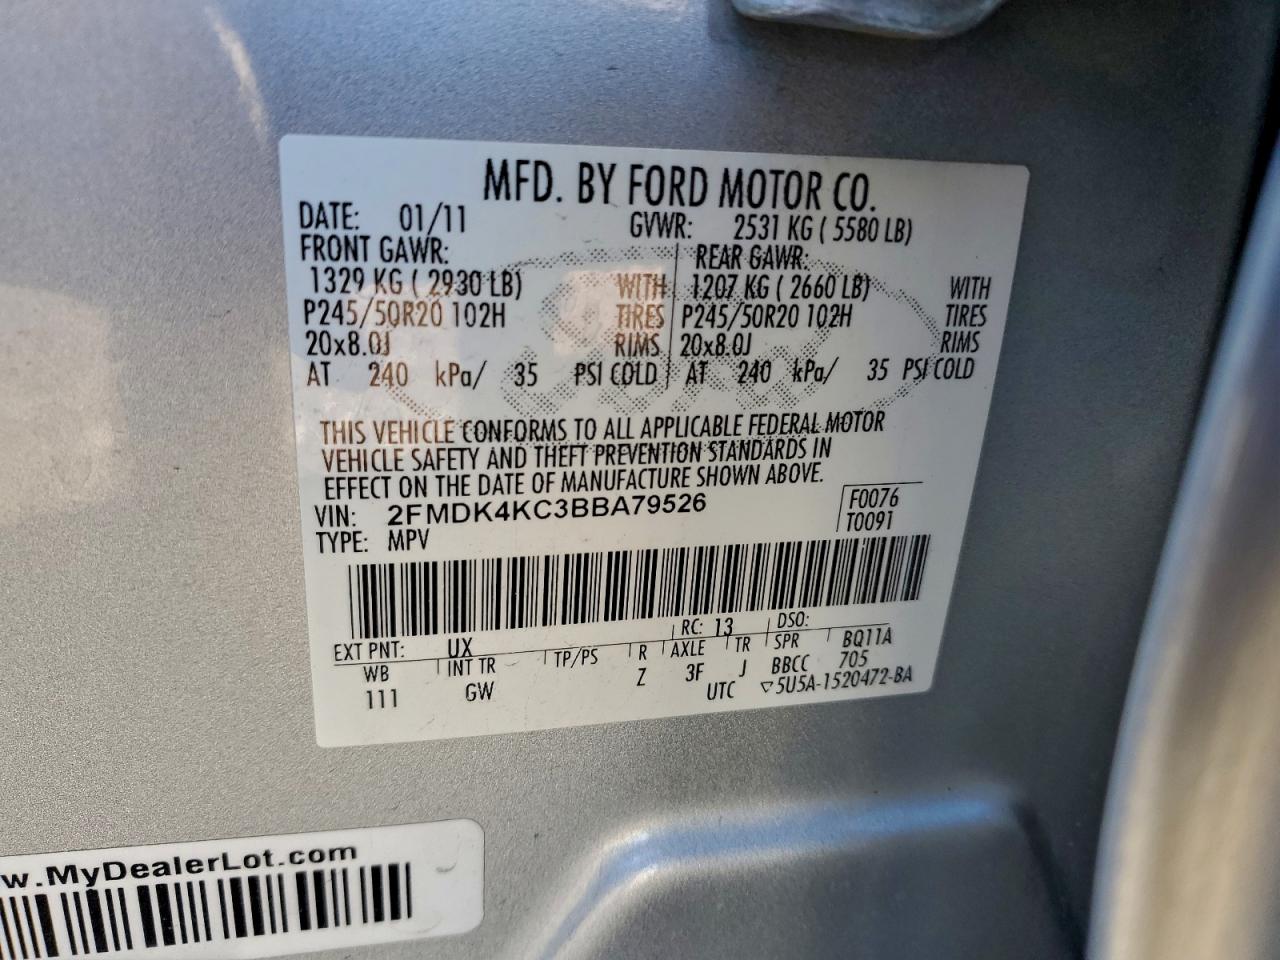 MFD. BY FORD MOTOR CO.
DATE: 01/11 GVWR: 2531 KG ( 5580 LB)
FRONT GAWR: REAR GAWR:
1329 KG ( 2930 LB) WITH 1207 KG ( 2660 LB) WITH
P245/50R20 102H TIRES P245/50R20 102H TIRES
20x8.0J RIMS 20x8.0J RIMS
AT 240 kPa/ 35 PSI COLD AT 240 kPa/ 35 PSI COLD
THIS VEHICLE CONFORMS TO ALL APPLICABLE FEDERAL MOTOR
VEHICLE SAFETY AND THEFT PREVENTION STANDARDS IN
EFFECT ON THE DATE OF MANUFACTURE SHOWN ABOVE.
VIN: 2FMDK4KC3BBA79526 F0076
TYPE: MPV T0091
EXT PNT: UX RC: 13 DSO:
WB INT TR TP/PS R AXLE TR SPR BQ11A
111 GW Z 3F J BBCC 705
UTC ▽5U5A-1520472-BA
w.MyDealerLot.com